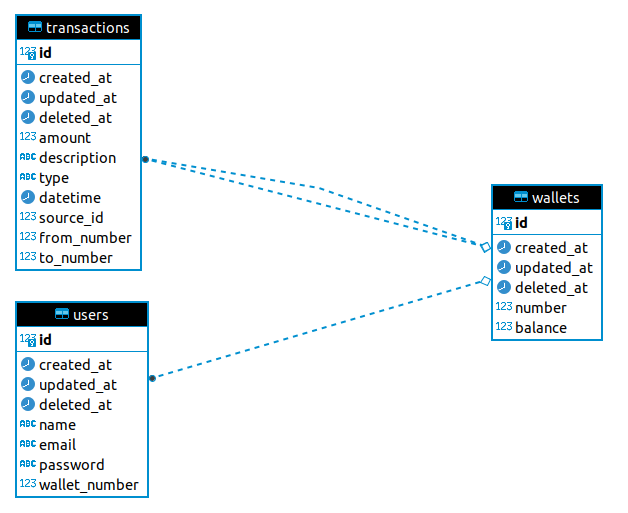 transactions
123 id
created_at
updated_at
deleted_at
123 amount
ABC description
ABC type
datetime
123 source_id
123 from_number
123 to_number
wallets
123 id
created_at
updated_at
deleted_at
123 number
123 balance
users
123 id
created_at
updated_at
deleted_at
ABC name
ABC email
ABC password
123 wallet_number